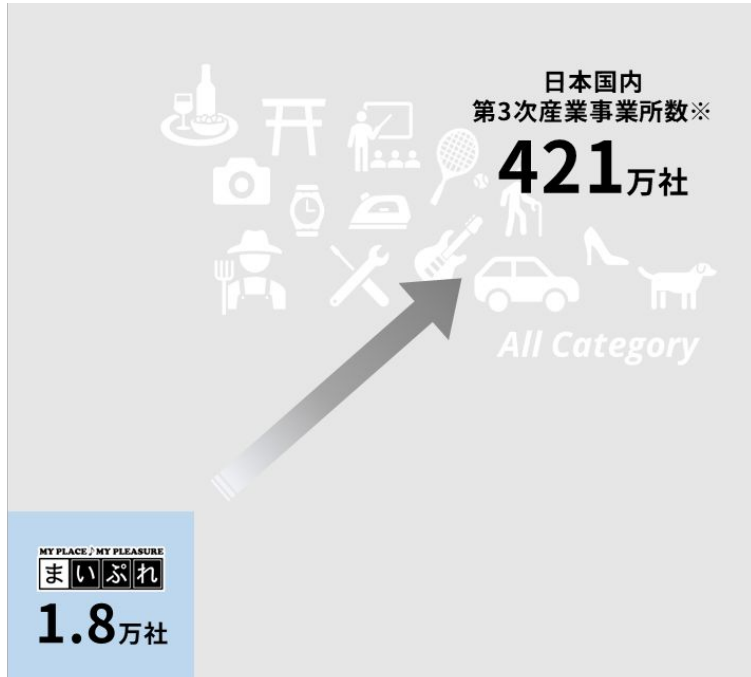 日本国内
第3次産業事業所数※
421万社
All Category
MY PLACE♪MY PLEASURE
まいぷれ
1.8万社